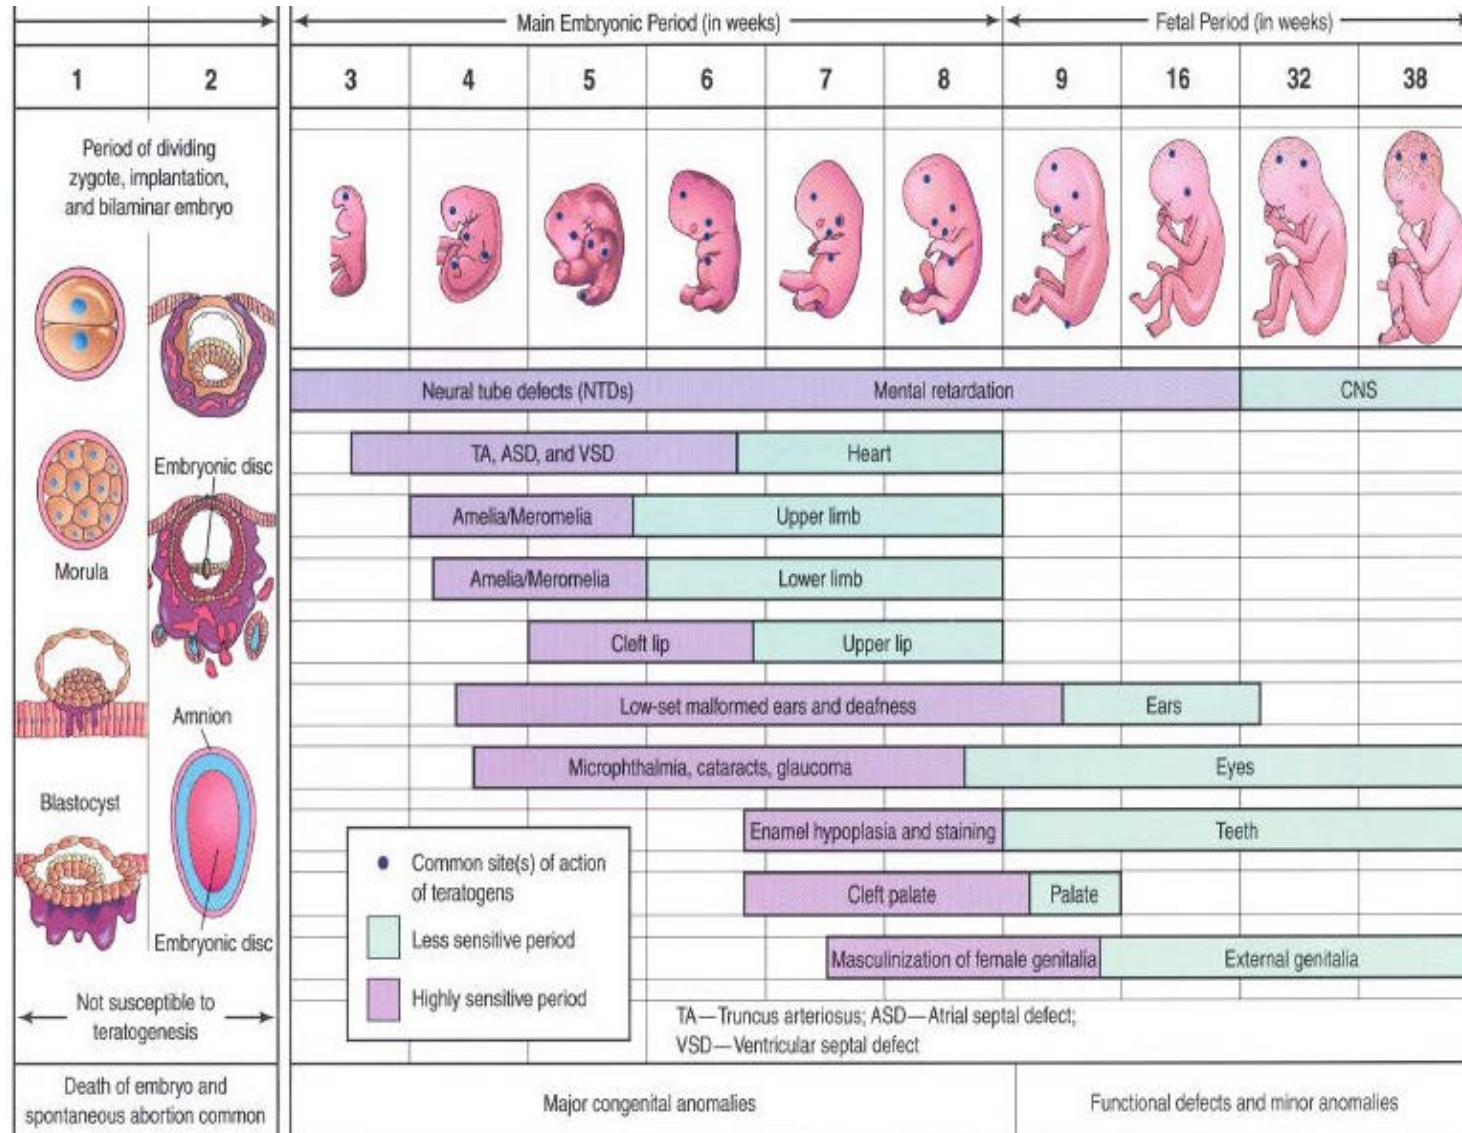 Main Embryonic Period (in weeks)
Fetal Period (in weeks)
1
2
3
4
5
6
7
8
9
16
32
38
Period of dividing
zygote, implantation,
and bilaminar embryo
Embryonic disc
Morula
Amnion
Blastocyst
Embryonic disc
Not susceptible to
teratogenesis
Death of embryo and
spontaneous abortion common
Neural tube defects (NTDs)
Mental retardation
CNS
TA, ASD, and VSD
Heart
Amelia/Meromelia
Upper limb
Amelia/Meromelia
Lower limb
Cleft lip
Upper lip
Low-set malformed ears and deafness
Ears
Microphthalmia, cataracts, glaucoma
Eyes
Enamel hypoplasia and staining
Teeth
Cleft palate
Palate
Masculinization of female genitalia
External genitalia
Common site(s) of action
of teratogens
Less sensitive period
Highly sensitive period
TA—Truncus arteriosus; ASD—Atrial septal defect;
VSD—Ventricular septal defect
Major congenital anomalies
Functional defects and minor anomalies